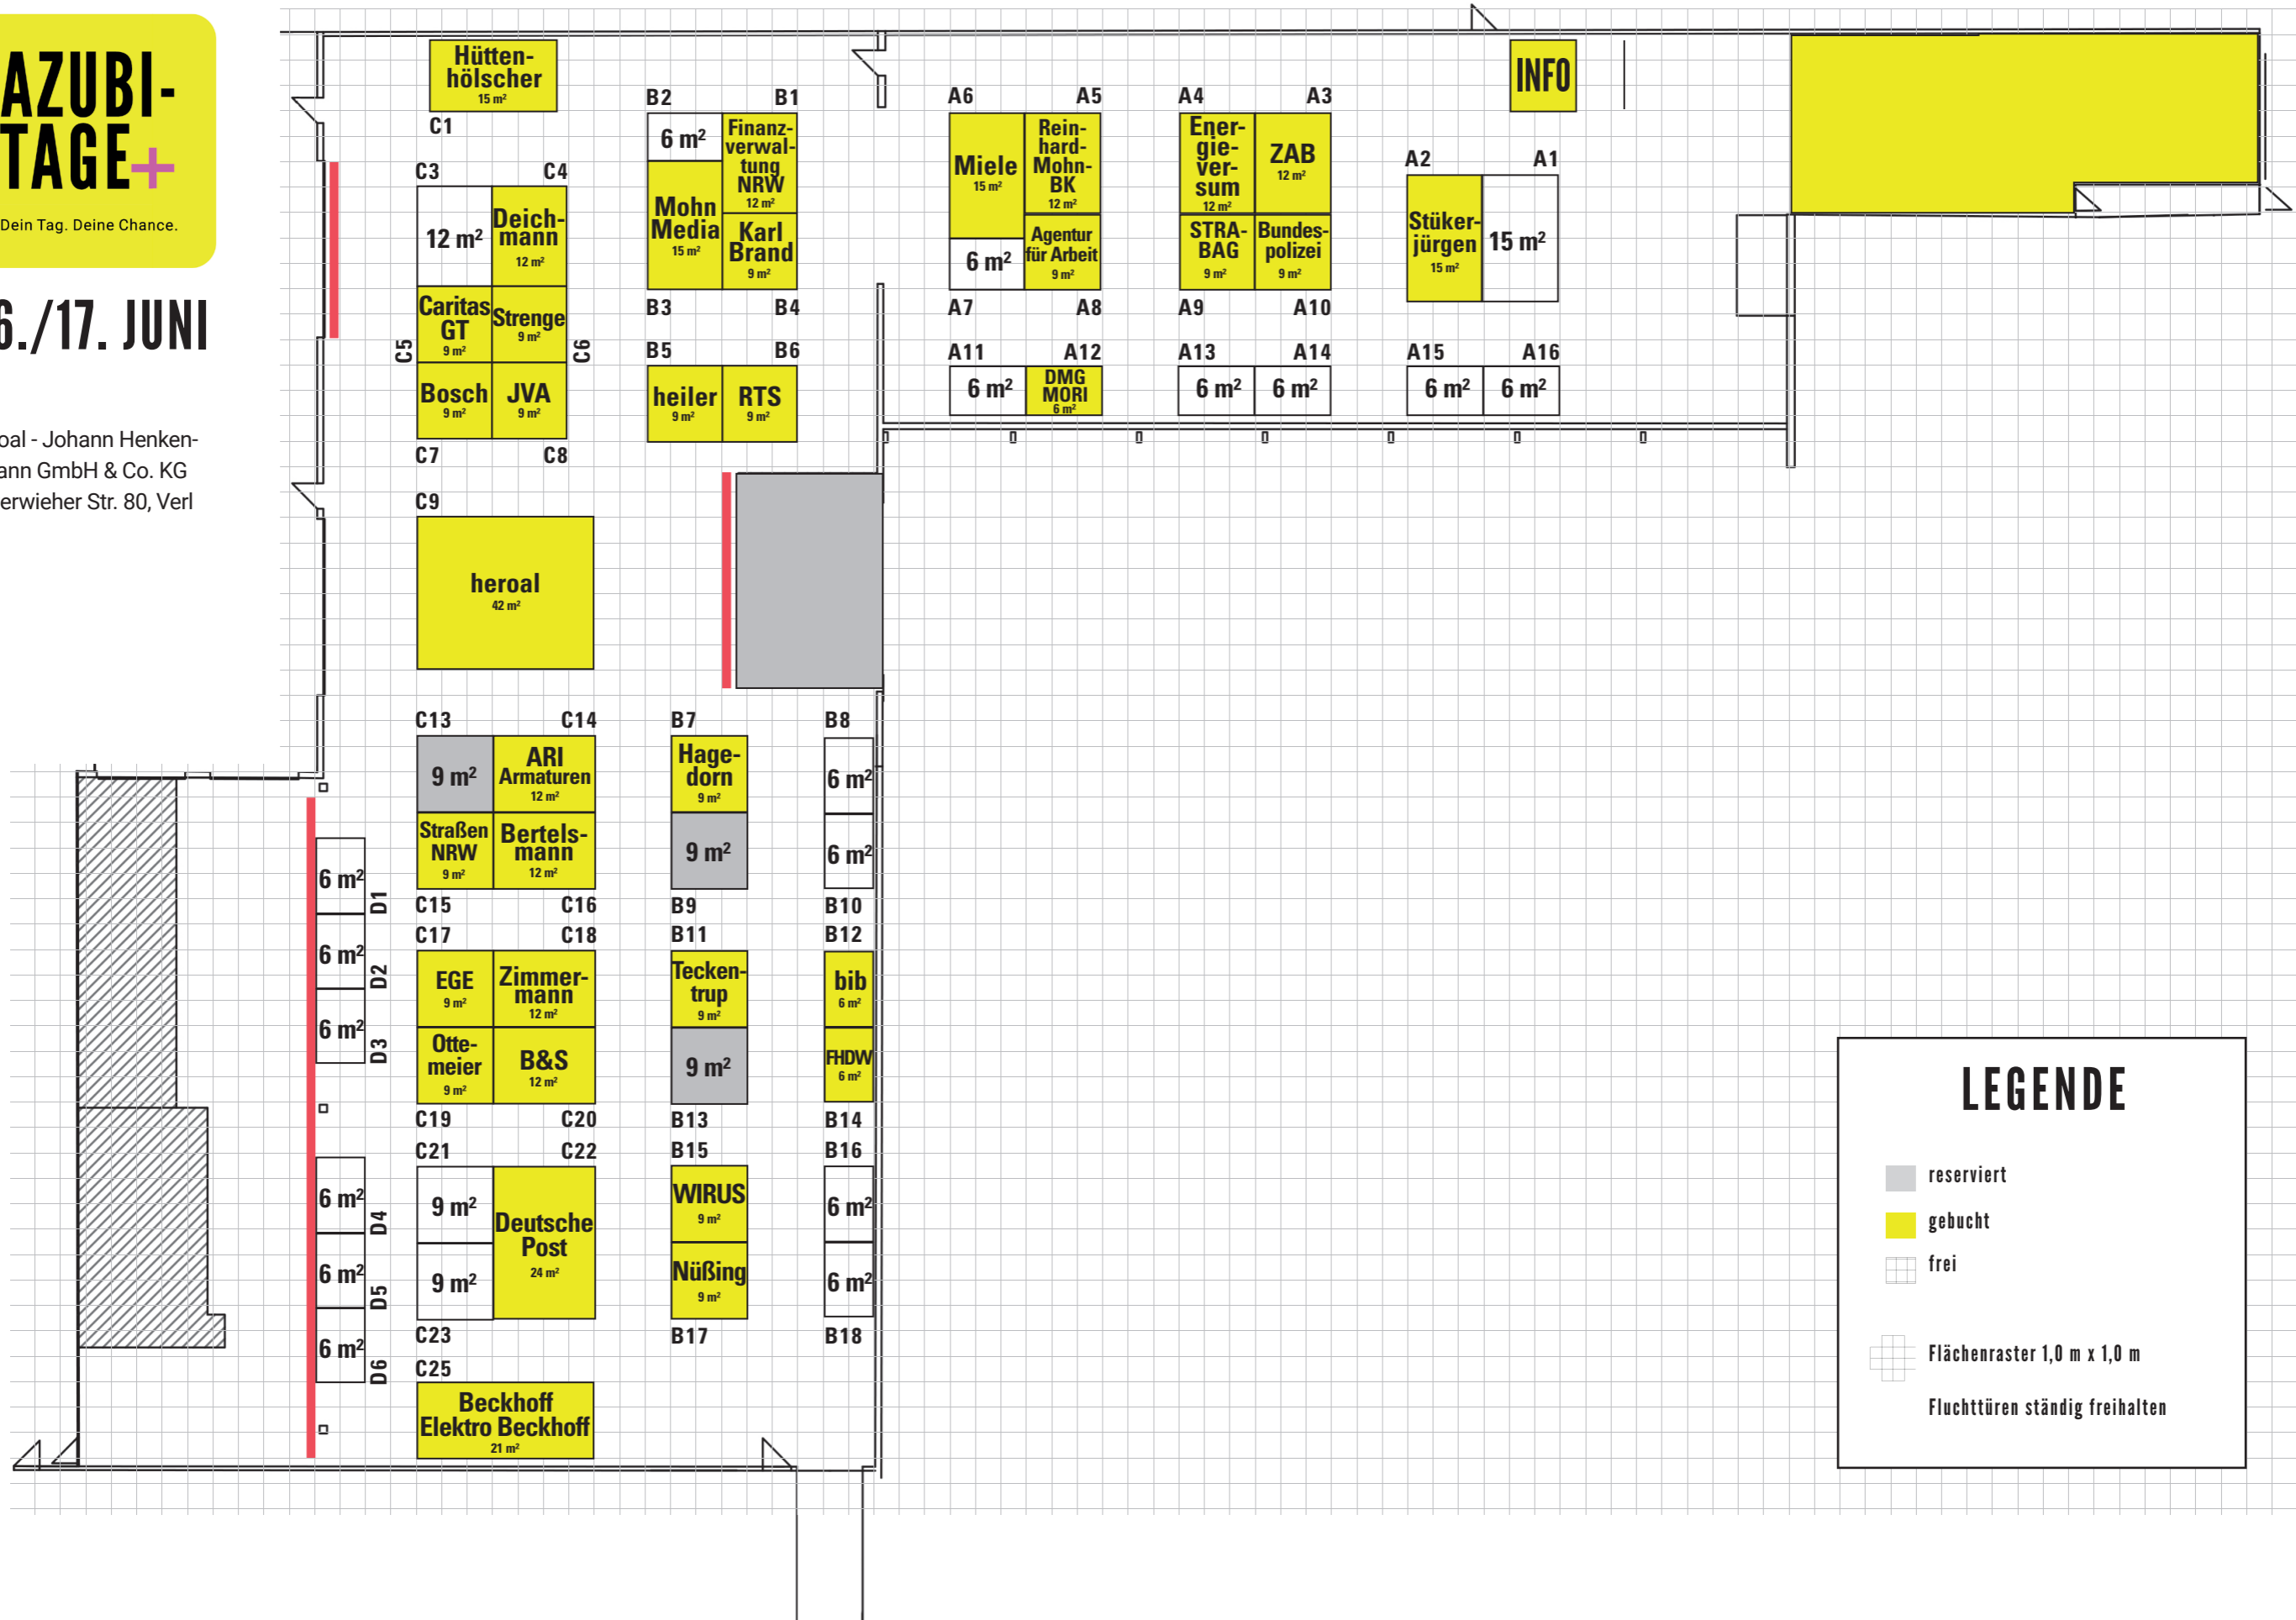 AZUBI-
TAGE+
Dein Tag. Deine Chance.
6./17. JUNI
oal - Johann Henken-
ann GmbH & Co. KG
erwieher Str. 80, Verl
Hütten-
hölscher
15 m²
C1
C3 C4
12 m²
Deich-
mann
12 m²
Caritas
GT
9 m²
Strenge
9 m²
C5
C6
Bosch
9 m²
JVA
9 m²
C7 C8
B2 B1
6 m²
Finanz-
verwal-
tung
NRW
12 m²
Mohn
Media
15 m²
Karl
Brand
9 m²
B3 B4
B5 B6
heiler
9 m²
RTS
9 m²
A6 A5
Miele
15 m²
Rein-
hard-
Mohn-
BK
12 m²
6 m²
Agentur
für Arbeit
9 m²
A7 A8
A11 A12
6 m²
DMG
MORI
6 m²
A4 A3
Ener-
gie-
ver-
sum
12 m²
ZAB
12 m²
STRA-
BAG
9 m²
Bundes-
polizei
9 m²
A9 A10
A13 A14
6 m² 6 m²
INFO
A2 A1
Stüker-
jürgen
15 m²
15 m²
A15 A16
6 m² 6 m²
C9
heroal
42 m²
C13 C14
9 m²
ARI
Armaturen
12 m²
Straßen
NRW
9 m²
Bertels-
mann
12 m²
C15 C16
C17 C18
EGE
9 m²
Zimmer-
mann
12 m²
Otte-
meier
9 m²
B&S
12 m²
C19 C20
C21 C22
9 m²
Deutsche
Post
24 m²
9 m²
C23
C25
Beckhoff
Elektro Beckhoff
21 m²
B7
Hage-
dorn
9 m²
9 m²
B9
B11
Tecken-
trup
9 m²
9 m²
B13
B15
WIRUS
9 m²
Nüßing
9 m²
B17
B8
6 m²
6 m²
B10
B12
bib
6 m²
FHDW
6 m²
B14
B16
6 m²
6 m²
B18
6 m²
D1
6 m²
D2
6 m²
D3
6 m²
D4
6 m²
D5
6 m²
D6
LEGENDE
reserviert
gebucht
frei
Flächenraster 1,0 m x 1,0 m
Fluchttüren ständig freihalten